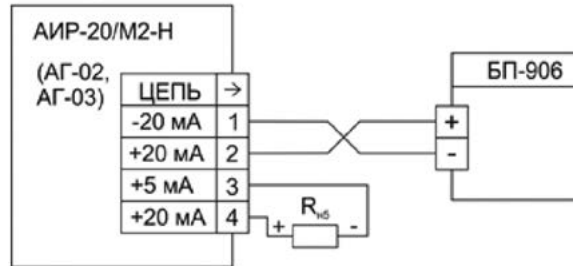 АИР-20/М2-Н
(АГ-02,
АГ-03)
ЦЕПЬ →
-20 мА 1
+20 мА 2
+5 мА 3
+20 мА 4
БП-906
+
-
Rнб
+ -